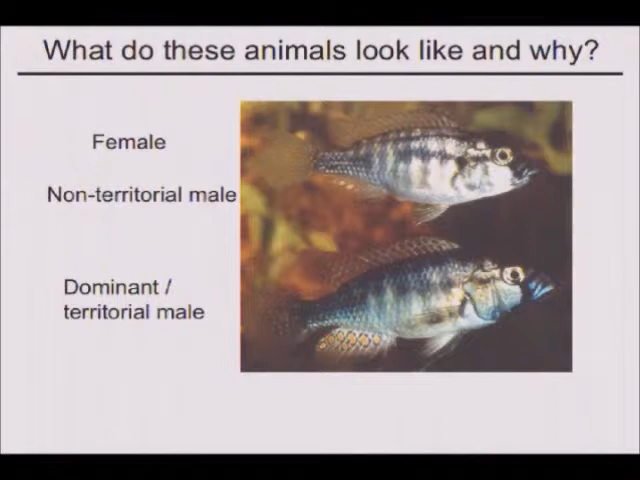 What do these animals look like and why?
Female
Non-territorial male
Dominant /
territorial male